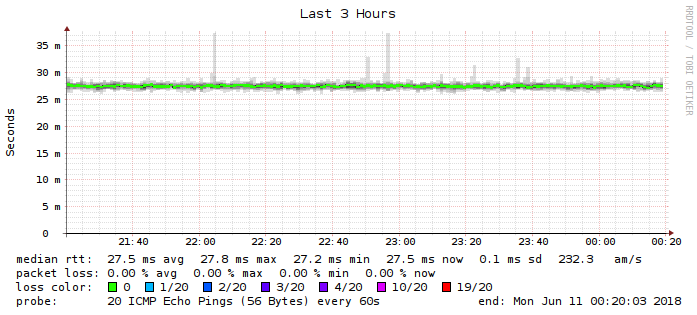 Last 3 Hours
RRDTOOL / TOBI OETIKER
Seconds
35 m
30 m
25 m
20 m
15 m
10 m
5 m
0
21:40 22:00 22:20 22:40 23:00 23:20 23:40 00:00 00:20
median rtt: 27.5 ms avg 27.8 ms max 27.2 ms min 27.5 ms now 0.1 ms sd 232.3 am/s
packet loss: 0.00 % avg 0.00 % max 0.00 % min 0.00 % now
loss color: 0 1/20 2/20 3/20 4/20 10/20 19/20
probe: 20 ICMP Echo Pings (56 Bytes) every 60s end: Mon Jun 11 00:20:03 2018